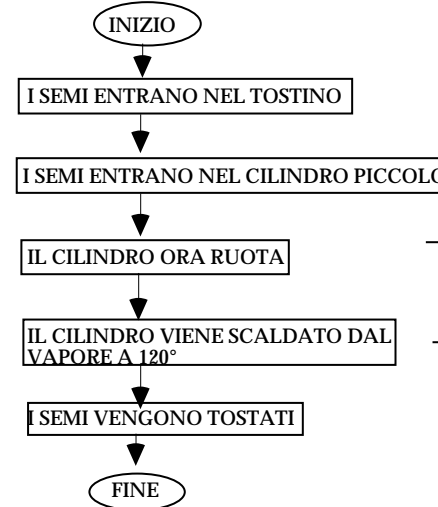 INIZIO
I SEMI ENTRANO NEL TOSTINO
I SEMI ENTRANO NEL CILINDRO PICCOLO
IL CILINDRO ORA RUOTA
IL CILINDRO VIENE SCALDATO DAL
VAPORE A 120°
I SEMI VENGONO TOSTATI
FINE